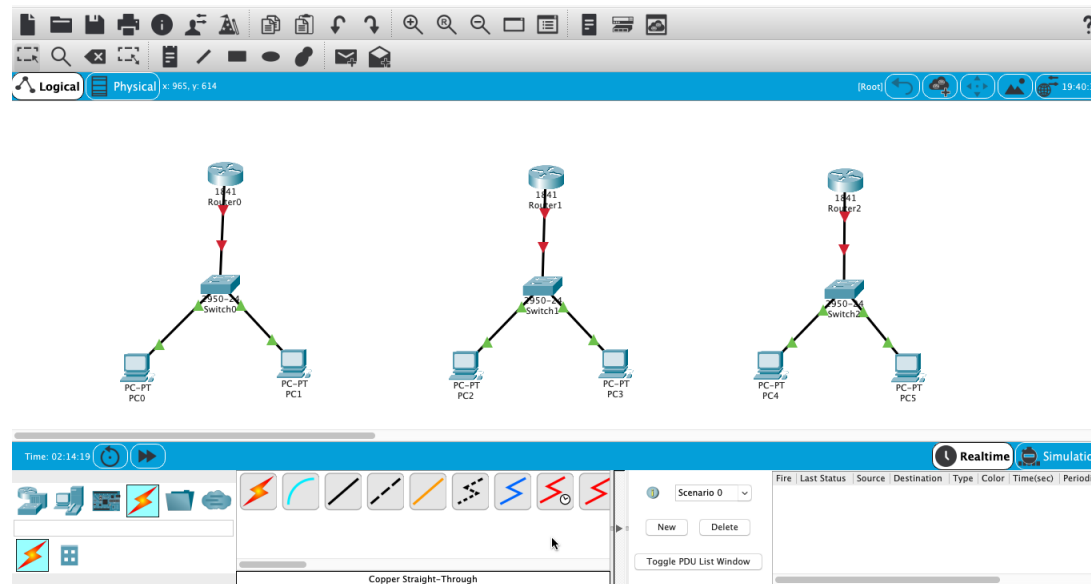 Logical
Physical
x: 965, y: 614
[Root]
19:40:
1841
Router0
1841
Router1
1841
Router2
2950-24
Switch0
2950-24
Switch1
2950-24
Switch2
PC-PT
PC0
PC-PT
PC1
PC-PT
PC2
PC-PT
PC3
PC-PT
PC4
PC-PT
PC5
Time: 02:14:19
Realtime
Simulatio
Scenario 0
New
Delete
Toggle PDU List Window
Fire Last Status Source Destination Type Color Time(sec) Periodi
Copper Straight-Through